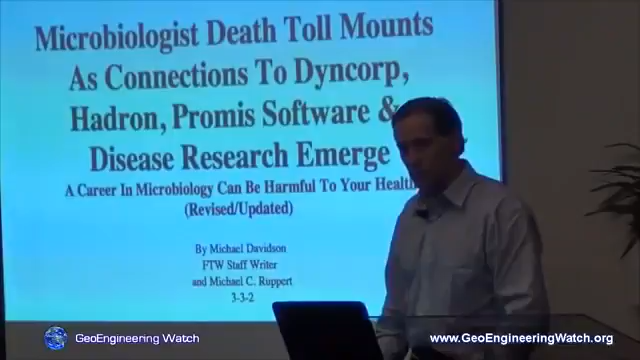 Microbiologist Death Toll Mounts
As Connections To Dyncorp,
Hadron, Promis Software &
Disease Research Emerge
A Career In Microbiology Can Be Harmful To Your Health
(Revised/Updated)
By Michael Davidson
FTW Staff Writer
and Michael C. Ruppert
3-3-2
GeoEngineering Watch
www.GeoEngineeringWatch.org